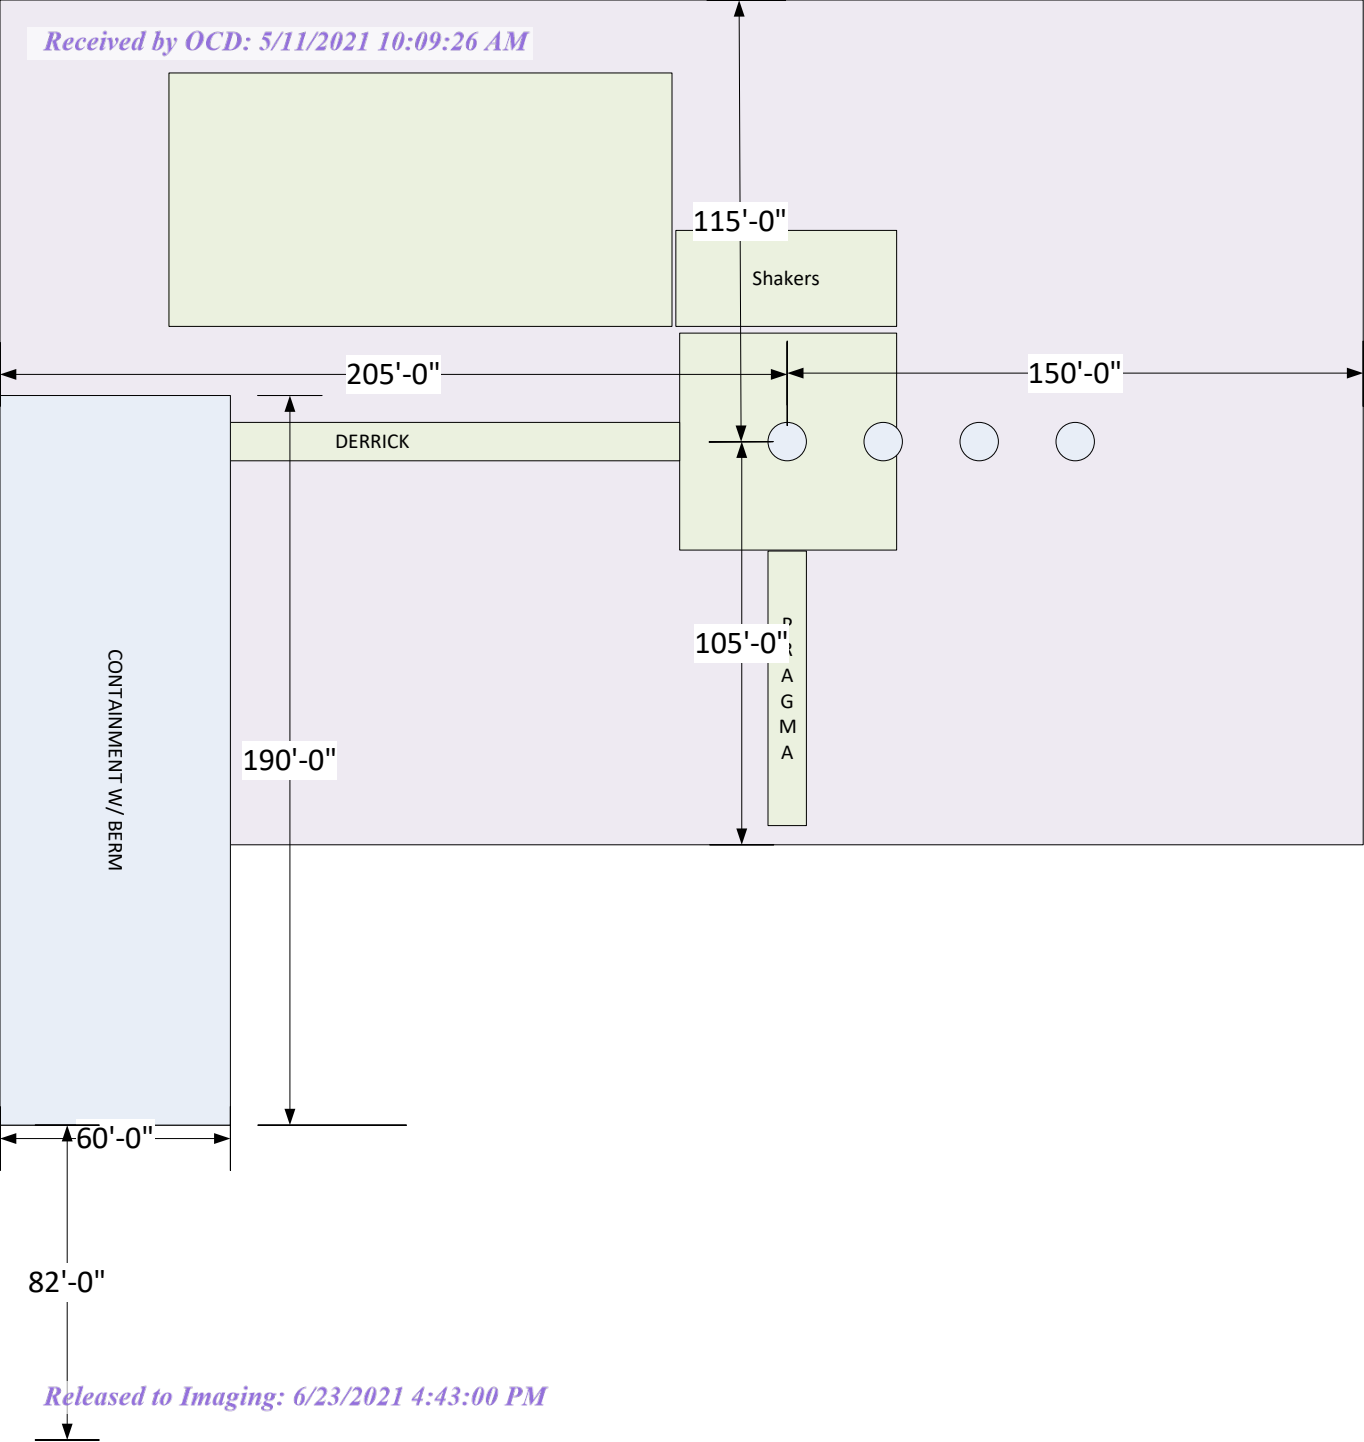 Received by OCD: 5/11/2021 10:09:26 AM
115'-0"
Shakers
205'-0"
150'-0"
DERRICK
105'-0"
A
G
M
A
CONTAINMENT W/ BERM
190'-0"
60'-0"
82'-0"
Released to Imaging: 6/23/2021 4:43:00 PM